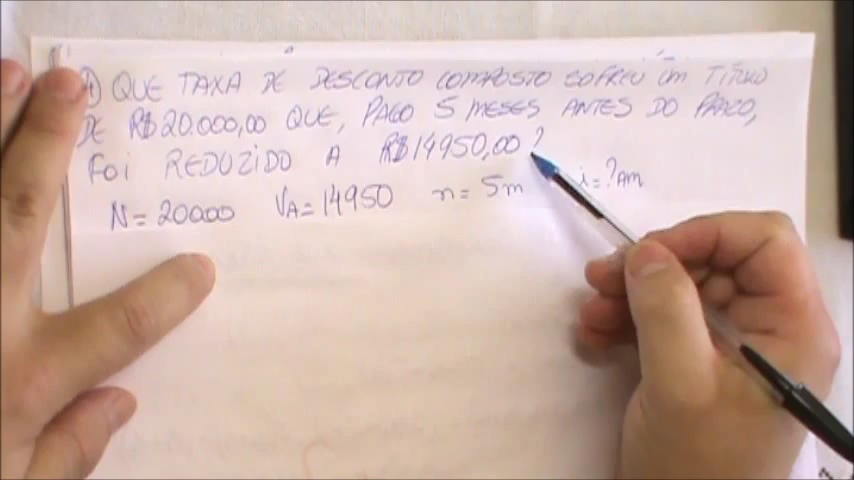 A) QUE TAXA DE DESCONTO COMPOSTO SOFREU UM TÍTULO
DE R$20.000,00 QUE, PAGO 5 MESES ANTES DO PRAZO,
FOI REDUZIDO A R$14950,00?
N = 20000 VA = 14950 n = 5m i = ? AM